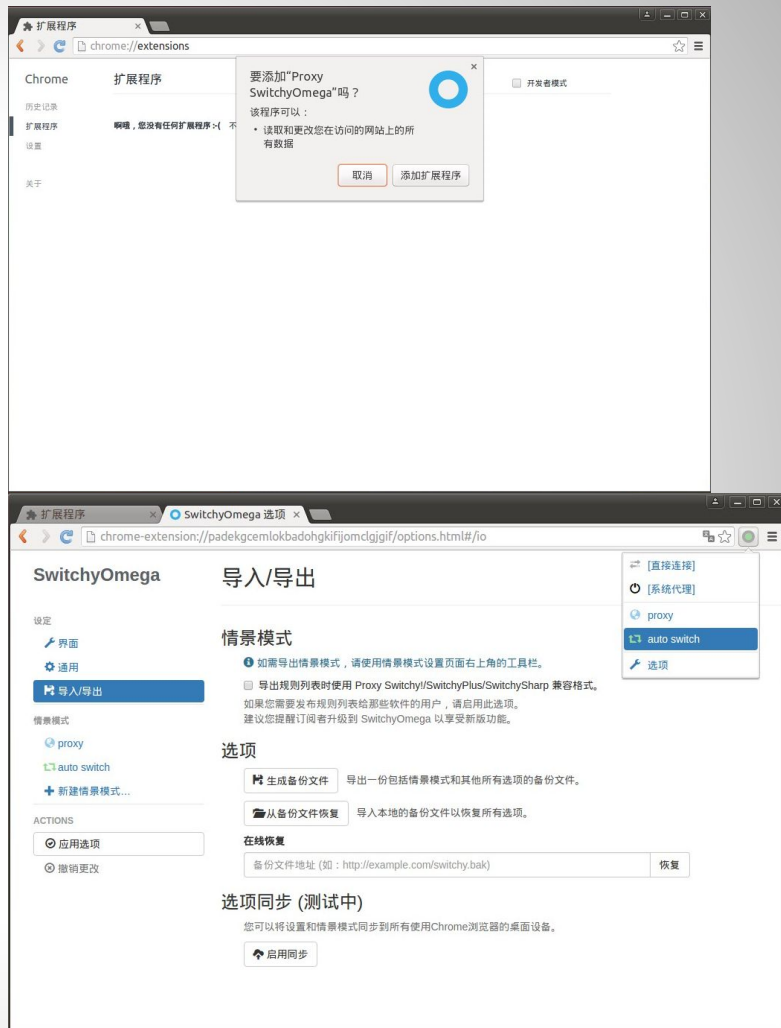 扩展程序
chrome://extensions
Chrome
扩展程序
开发者模式
历史记录
扩展程序
设置
关于
啊哦，您没有任何扩展程序 :-( 不
要添加“Proxy
SwitchyOmega”吗？
该程序可以：
• 读取和更改您在访问的网站上的所
有数据
取消
添加扩展程序
扩展程序
SwitchyOmega 选项
chrome-extension://padekgcemlokbadohgkifijomclgjgif/options.html#/io
[直接连接]
[系统代理]
proxy
auto switch
选项
SwitchyOmega
设定
界面
通用
导入/导出
情景模式
proxy
auto switch
新建情景模式...
ACTIONS
应用选项
撤销更改
导入/导出
情景模式
如需导出情景模式，请使用情景模式设置页面右上角的工具栏。
导出规则列表时使用 Proxy Switchy!/SwitchyPlus/SwitchySharp 兼容格式。
如果您需要发布规则列表给那些软件的用户，请启用此选项。
建议您提醒订阅者升级到 SwitchyOmega 以享受新版功能。
选项
生成备份文件 导出一份包括情景模式和其他所有选项的备份文件。
从备份文件恢复 导入本地的备份文件以恢复所有选项。
在线恢复
备份文件地址 (如：http://example.com/switchy.bak) 恢复
选项同步 (测试中)
您可以将设置和情景模式同步到所有使用Chrome浏览器的桌面设备。
启用同步